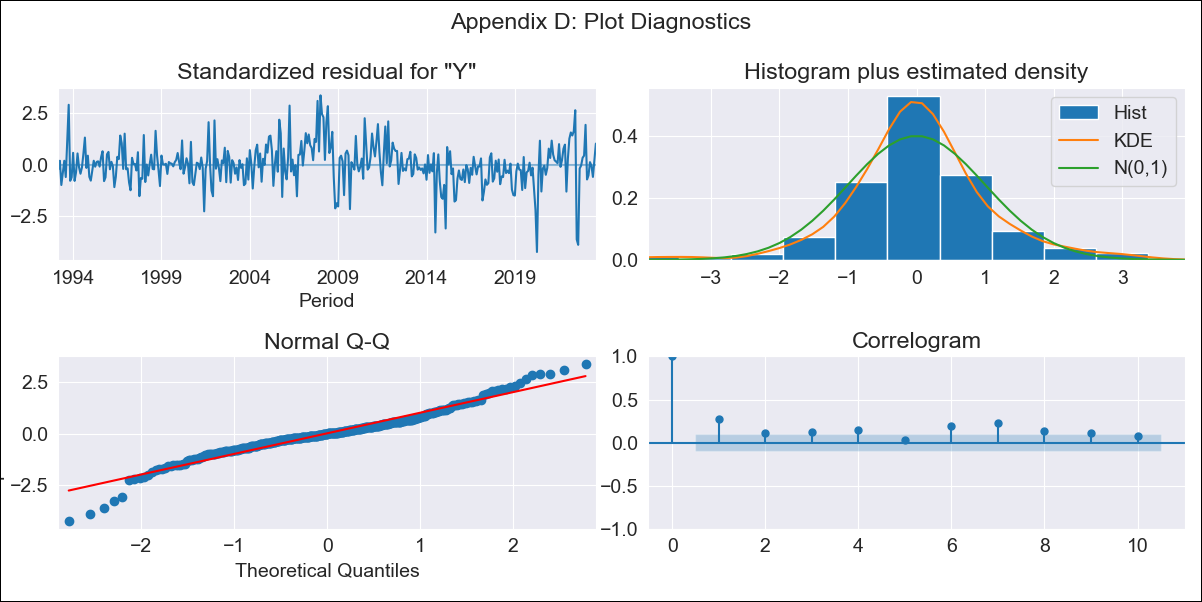 Appendix D: Plot Diagnostics
Standardized residual for "Y"
2.5
0.0
−2.5
1994 1999 2004 2009 2014 2019
Period
Histogram plus estimated density
0.4
0.2
0.0
Hist
KDE
N(0,1)
−3 −2 −1 0 1 2 3
Normal Q-Q
2.5
0.0
−2.5
−2 −1 0 1 2
Theoretical Quantiles
Correlogram
1.0
0.5
0.0
−0.5
−1.0
0 2 4 6 8 10